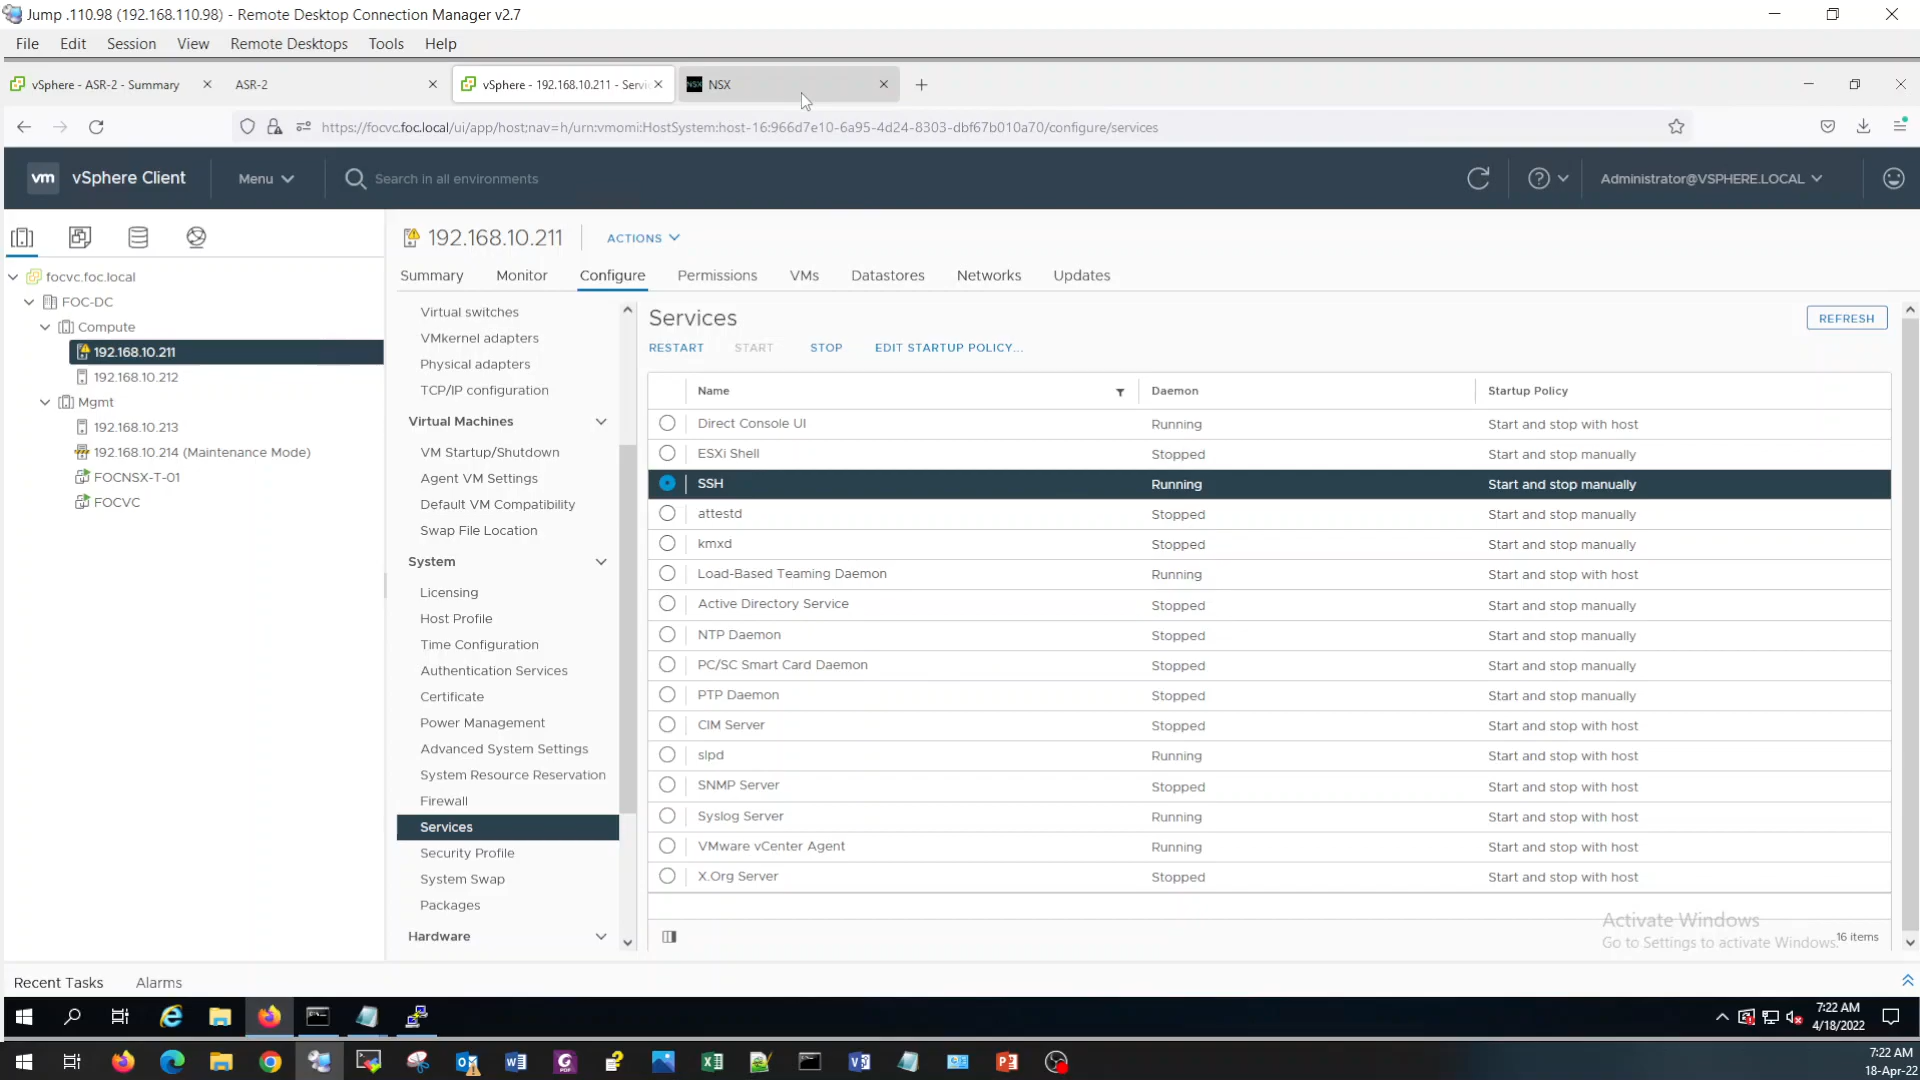 Jump .110.98 (192.168.110.98) - Remote Desktop Connection Manager v2.7
File Edit Session View Remote Desktops Tools Help
vSphere - ASR-2 - Summary ASR-2 vSphere - 192.168.10.211 - Servi NSX NSX
https://focvc.foc.local/ui/app/host;nav=h/urn:vmomi:HostSystem:host-16:966d7e10-6a95-4d24-8303-dbf67b010a70/configure/services
vm vSphere Client Menu Search in all environments Administrator@VSPHERE.LOCAL
focvc.foc.local
FOC-DC
Compute
192.168.10.211
192.168.10.212
Mgmt
192.168.10.213
192.168.10.214 (Maintenance Mode)
FOCNSX-T-01
FOCVC
192.168.10.211 ACTIONS
Summary Monitor Configure Permissions VMs Datastores Networks Updates
Virtual switches
VMkernel adapters
Physical adapters
TCP/IP configuration
Virtual Machines
VM Startup/Shutdown
Agent VM Settings
Default VM Compatibility
Swap File Location
System
Licensing
Host Profile
Time Configuration
Authentication Services
Certificate
Power Management
Advanced System Settings
System Resource Reservation
Firewall
Services
Security Profile
System Swap
Packages
Hardware
Services REFRESH
RESTART START STOP EDIT STARTUP POLICY...
Name Daemon Startup Policy
Direct Console UI Running Start and stop with host
ESXi Shell Stopped Start and stop manually
SSH Running Start and stop manually
attestd Stopped Start and stop manually
kmxd Stopped Start and stop manually
Load-Based Teaming Daemon Running Start and stop with host
Active Directory Service Stopped Start and stop manually
NTP Daemon Stopped Start and stop manually
PC/SC Smart Card Daemon Stopped Start and stop manually
PTP Daemon Stopped Start and stop manually
CIM Server Stopped Start and stop with host
slpd Running Start and stop with host
SNMP Server Stopped Start and stop with host
Syslog Server Running Start and stop with host
VMware vCenter Agent Running Start and stop with host
X.Org Server Stopped Start and stop with host
Activate Windows
Go to Settings to activate Windows.
16 items
Recent Tasks Alarms
7:22 AM
4/18/2022
7:22 AM
18-Apr-22